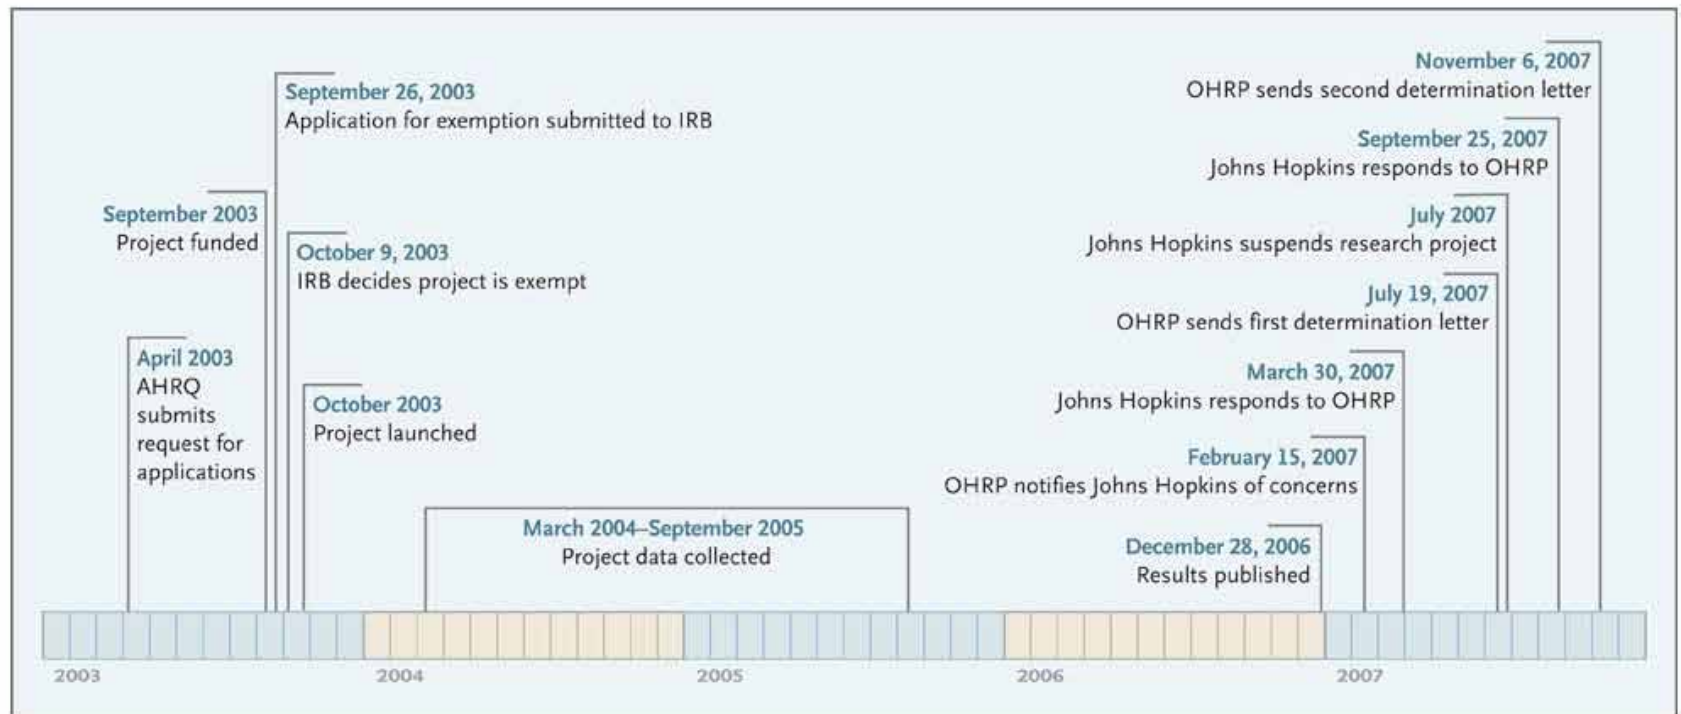 April 2003
AHRQ
submits
request for
applications
September 2003
Project funded
September 26, 2003
Application for exemption submitted to IRB
October 9, 2003
IRB decides project is exempt
October 2003
Project launched
March 2004–September 2005
Project data collected
December 28, 2006
Results published
February 15, 2007
OHRP notifies Johns Hopkins of concerns
March 30, 2007
Johns Hopkins responds to OHRP
July 19, 2007
OHRP sends first determination letter
July 2007
Johns Hopkins suspends research project
September 25, 2007
Johns Hopkins responds to OHRP
November 6, 2007
OHRP sends second determination letter
2003
2004
2005
2006
2007